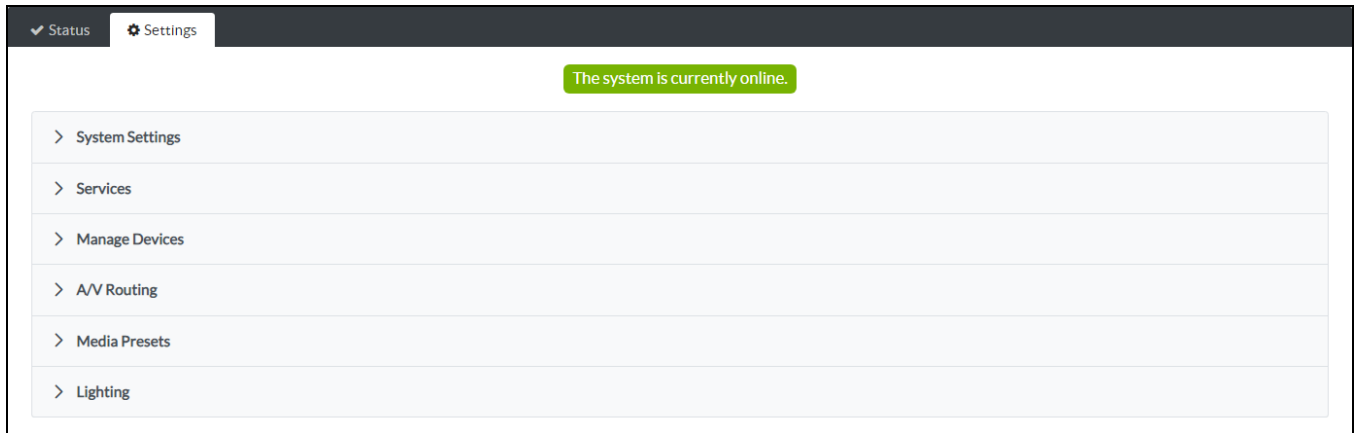 Status Settings
The system is currently online.
System Settings
Services
Manage Devices
A/V Routing
Media Presets
Lighting